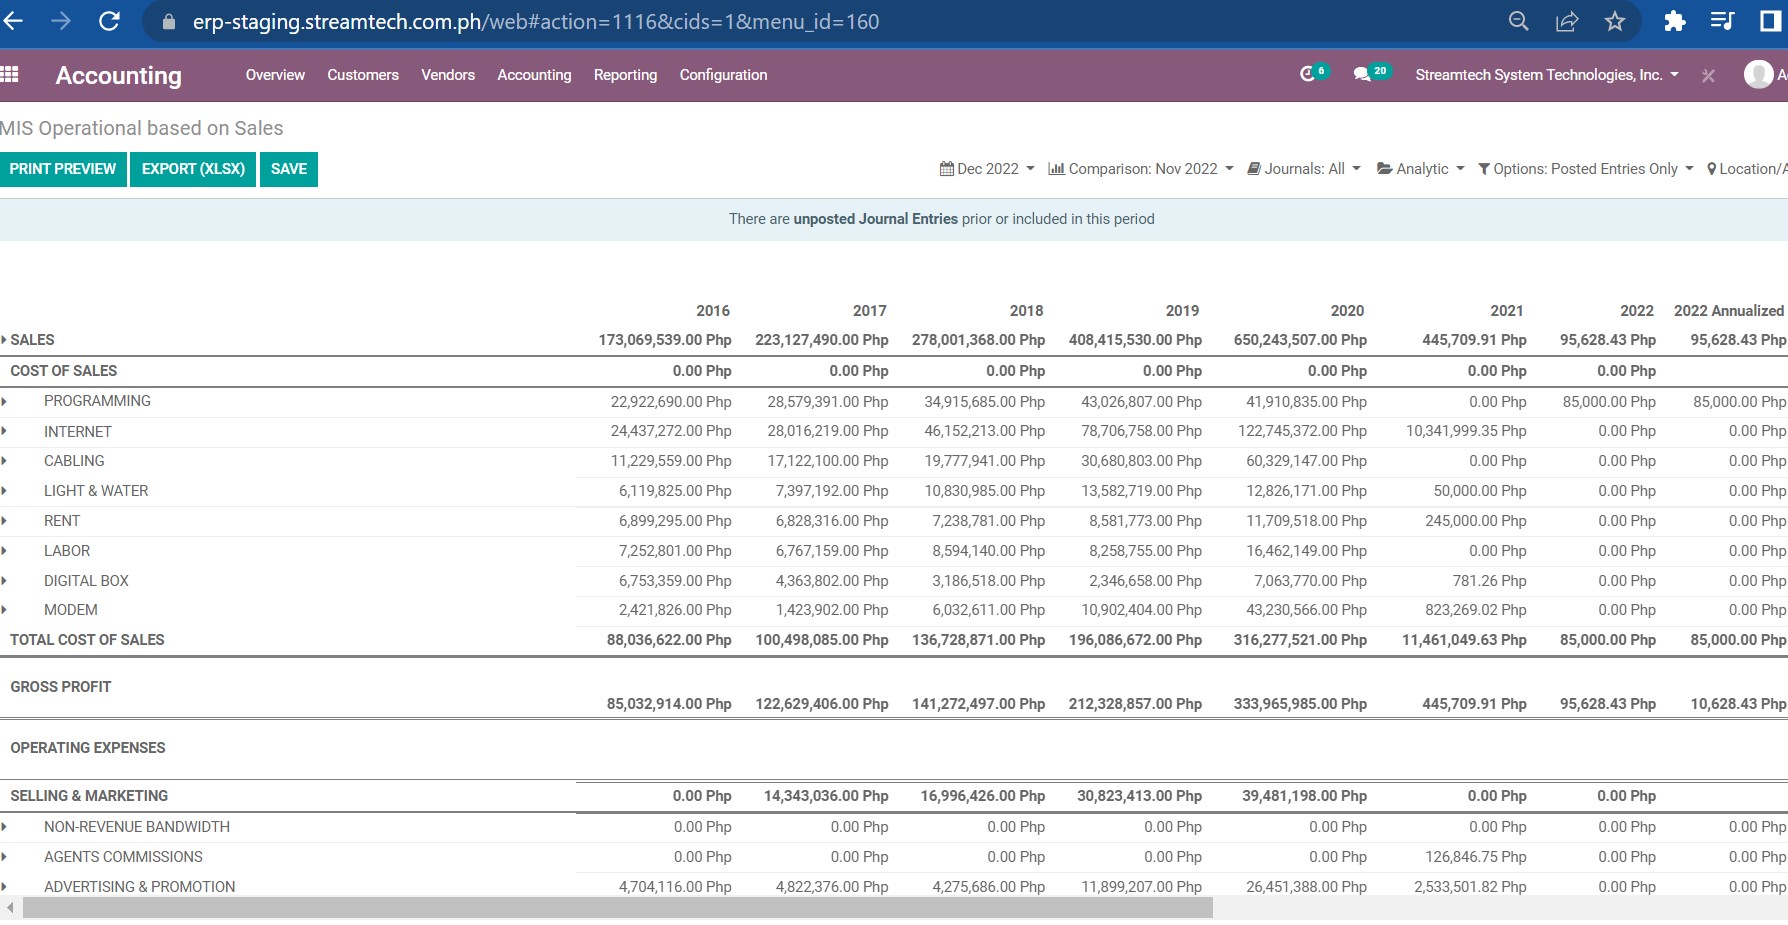 erp-staging.streamtech.com.ph/web#action=1116&cids=1&menu_id=160
Accounting Overview Customers Vendors Accounting Reporting Configuration 6 20 Streamtech System Technologies, Inc.
MIS Operational based on Sales
PRINT PREVIEW EXPORT (XLSX) SAVE Dec 2022 Comparison: Nov 2022 Journals: All Analytic Options: Posted Entries Only Location/A
There are unposted Journal Entries prior or included in this period
2016 2017 2018 2019 2020 2021 2022 2022 Annualized
SALES 173,069,539.00 Php 223,127,490.00 Php 278,001,368.00 Php 408,415,530.00 Php 650,243,507.00 Php 445,709.91 Php 95,628.43 Php 95,628.43 Php
COST OF SALES 0.00 Php 0.00 Php 0.00 Php 0.00 Php 0.00 Php 0.00 Php 0.00 Php
PROGRAMMING 22,922,690.00 Php 28,579,391.00 Php 34,915,685.00 Php 43,026,807.00 Php 41,910,835.00 Php 0.00 Php 85,000.00 Php 85,000.00 Php
INTERNET 24,437,272.00 Php 28,016,219.00 Php 46,152,213.00 Php 78,706,758.00 Php 122,745,372.00 Php 10,341,999.35 Php 0.00 Php 0.00 Php
CABLING 11,229,559.00 Php 17,122,100.00 Php 19,777,941.00 Php 30,680,803.00 Php 60,329,147.00 Php 0.00 Php 0.00 Php 0.00 Php
LIGHT & WATER 6,119,825.00 Php 7,397,192.00 Php 10,830,985.00 Php 13,582,719.00 Php 12,826,171.00 Php 50,000.00 Php 0.00 Php 0.00 Php
RENT 6,899,295.00 Php 6,828,316.00 Php 7,238,781.00 Php 8,581,773.00 Php 11,709,518.00 Php 245,000.00 Php 0.00 Php 0.00 Php
LABOR 7,252,801.00 Php 6,767,159.00 Php 8,594,140.00 Php 8,258,755.00 Php 16,462,149.00 Php 0.00 Php 0.00 Php 0.00 Php
DIGITAL BOX 6,753,359.00 Php 4,363,802.00 Php 3,186,518.00 Php 2,346,658.00 Php 7,063,770.00 Php 781.26 Php 0.00 Php 0.00 Php
MODEM 2,421,826.00 Php 1,423,902.00 Php 6,032,611.00 Php 10,902,404.00 Php 43,230,566.00 Php 823,269.02 Php 0.00 Php 0.00 Php
TOTAL COST OF SALES 88,036,622.00 Php 100,498,085.00 Php 136,728,871.00 Php 196,086,672.00 Php 316,277,521.00 Php 11,461,049.63 Php 85,000.00 Php 85,000.00 Php
GROSS PROFIT
85,032,914.00 Php 122,629,406.00 Php 141,272,497.00 Php 212,328,857.00 Php 333,965,985.00 Php 445,709.91 Php 95,628.43 Php 10,628.43 Php
OPERATING EXPENSES
SELLING & MARKETING 0.00 Php 14,343,036.00 Php 16,996,426.00 Php 30,823,413.00 Php 39,481,198.00 Php 0.00 Php 0.00 Php
NON-REVENUE BANDWIDTH 0.00 Php 0.00 Php 0.00 Php 0.00 Php 0.00 Php 0.00 Php 0.00 Php 0.00 Php
AGENTS COMMISSIONS 0.00 Php 0.00 Php 0.00 Php 0.00 Php 0.00 Php 126,846.75 Php 0.00 Php 0.00 Php
ADVERTISING & PROMOTION 4,704,116.00 Php 4,822,376.00 Php 4,275,686.00 Php 11,899,207.00 Php 26,451,388.00 Php 2,533,501.82 Php 0.00 Php 0.00 Php